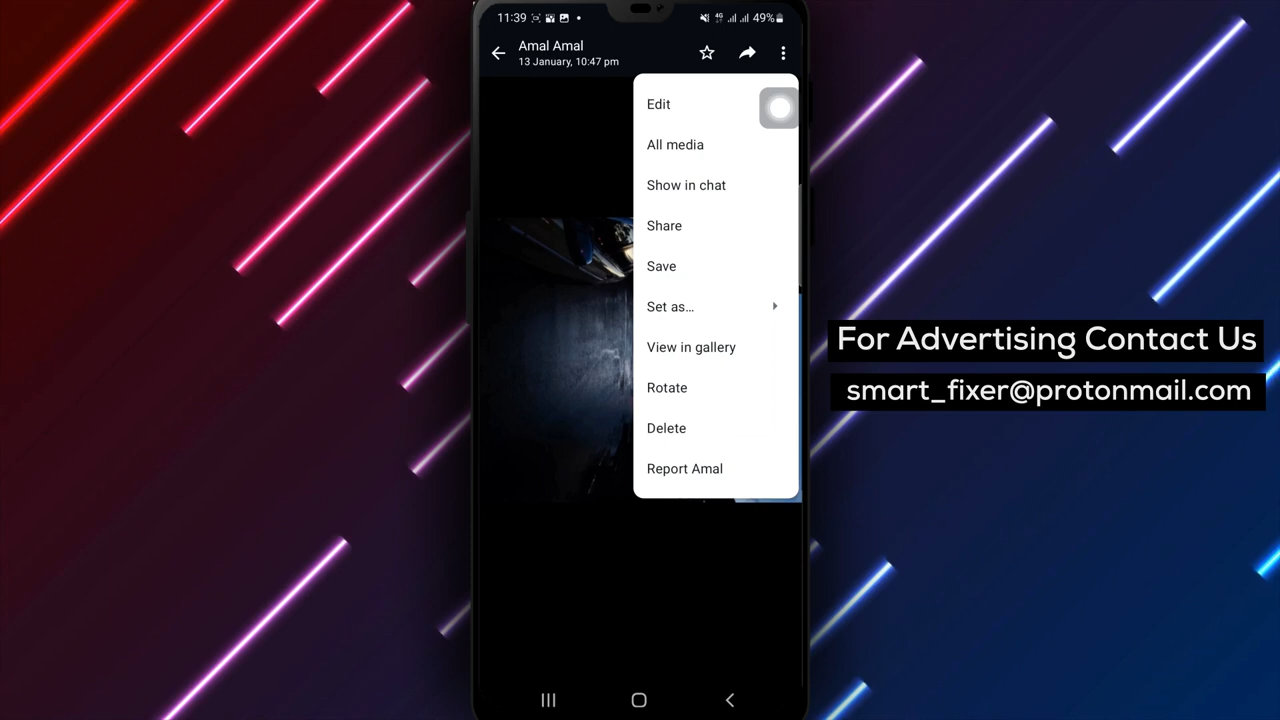 11:39
4G
49%
Amal Amal
13 January, 10:47 pm
Edit
All media
Show in chat
Share
Save
Set as...
View in gallery
Rotate
Delete
Report Amal
For Advertising Contact Us
smart_fixer@protonmail.com